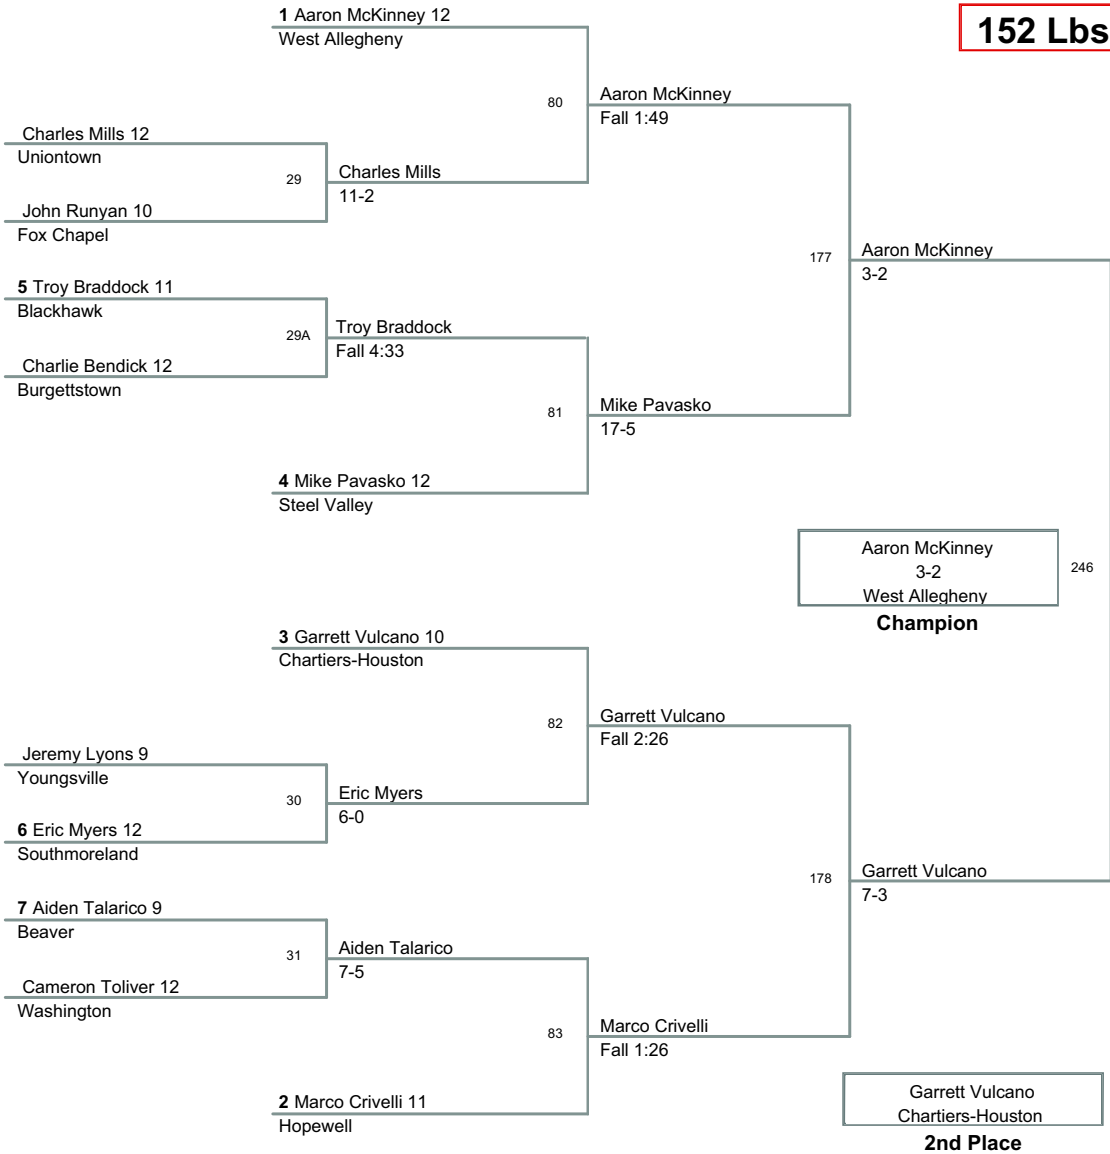 1 Aaron McKinney 12
West Allegheny
152 Lbs
80
Aaron McKinney
Fall 1:49
Charles Mills 12
Uniontown
29
Charles Mills
11-2
John Runyan 10
Fox Chapel
177
Aaron McKinney
3-2
5 Troy Braddock 11
Blackhawk
29A
Troy Braddock
Fall 4:33
Charlie Bendick 12
Burgettstown
81
Mike Pavasko
17-5
4 Mike Pavasko 12
Steel Valley
Aaron McKinney
3-2
West Allegheny
246
Champion
3 Garrett Vulcano 10
Chartiers-Houston
82
Garrett Vulcano
Fall 2:26
Jeremy Lyons 9
Youngsville
30
Eric Myers
6-0
6 Eric Myers 12
Southmoreland
178
Garrett Vulcano
7-3
7 Aiden Talarico 9
Beaver
31
Aiden Talarico
7-5
Cameron Toliver 12
Washington
83
Marco Crivelli
Fall 1:26
2 Marco Crivelli 11
Hopewell
Garrett Vulcano
Chartiers-Houston
2nd Place